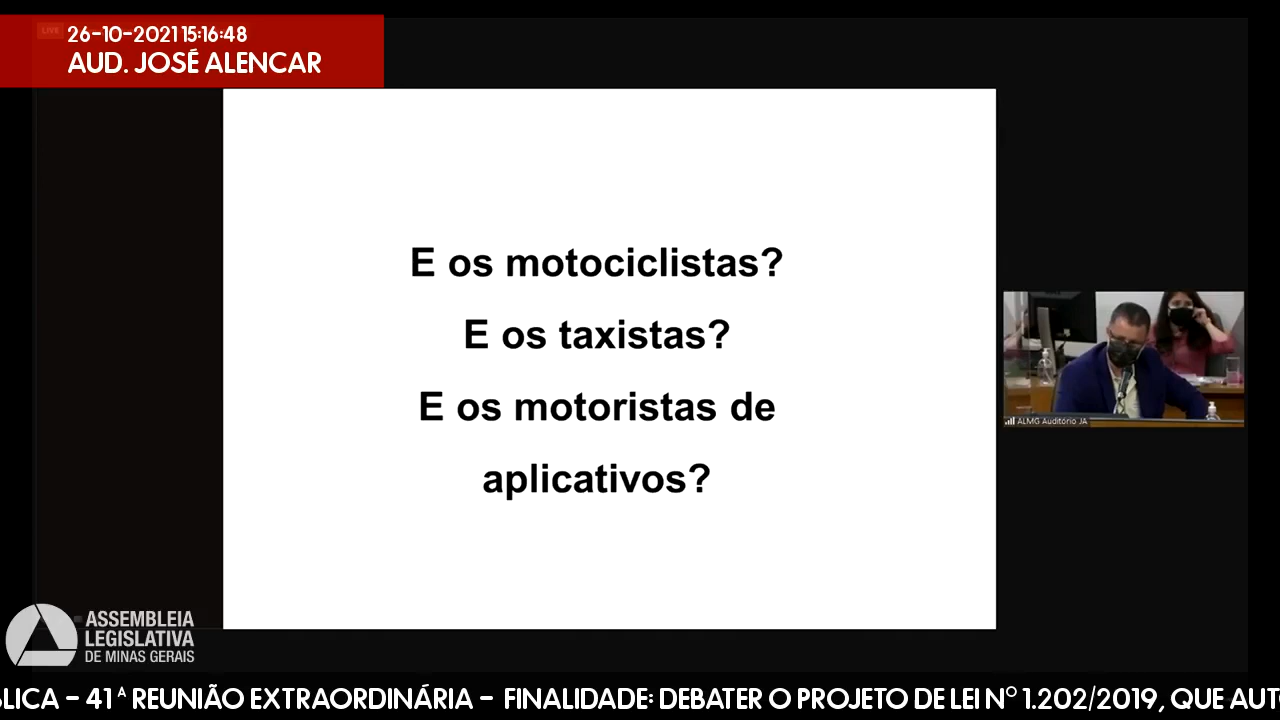 LIVE
26-10-2021 15:16:48
AUD. JOSÉ ALENCAR
E os motociclistas?
E os taxistas?
E os motoristas de
aplicativos?
ALMG Auditório JA
ASSEMBLEIA
LEGISLATIVA
DE MINAS GERAIS
BLICA - 41ª REUNIÃO EXTRAORDINÁRIA - FINALIDADE: DEBATER O PROJETO DE LEI Nº 1.202/2019, QUE AUTO